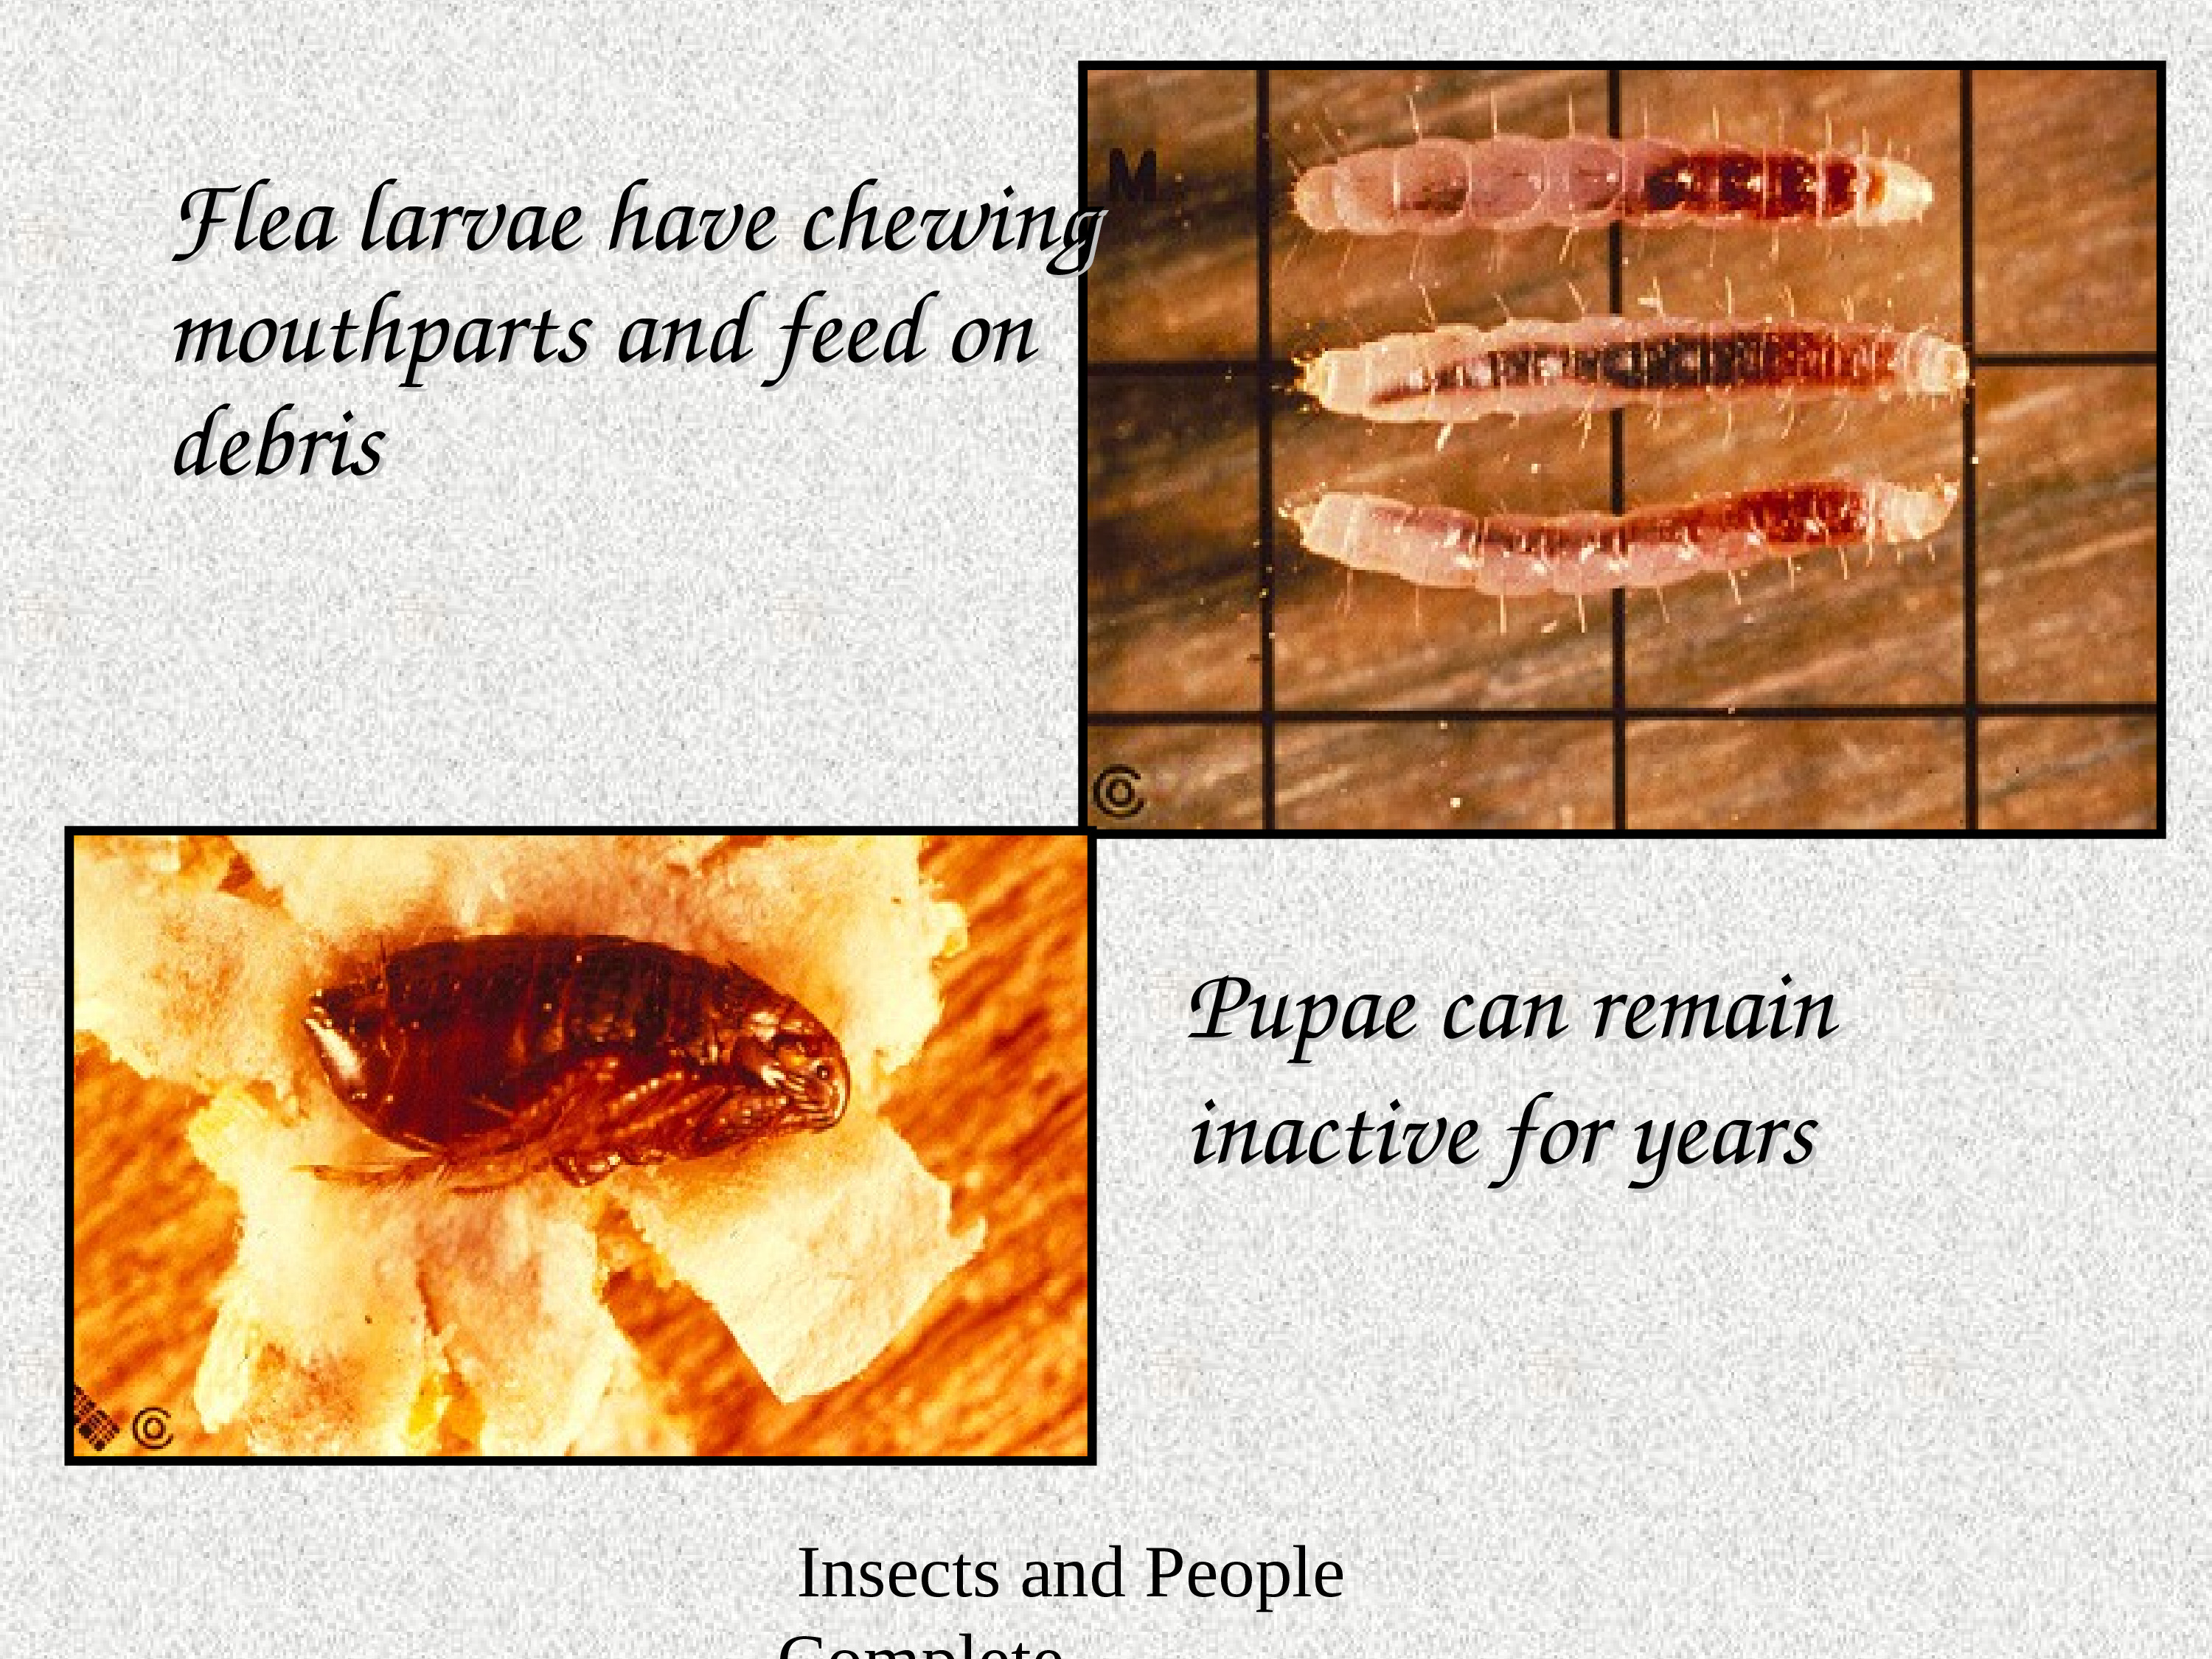 Flea larvae have chewing
mouthparts and feed on
debris
M
©
Pupae can remain
inactive for years
©
Insects and People
Complete